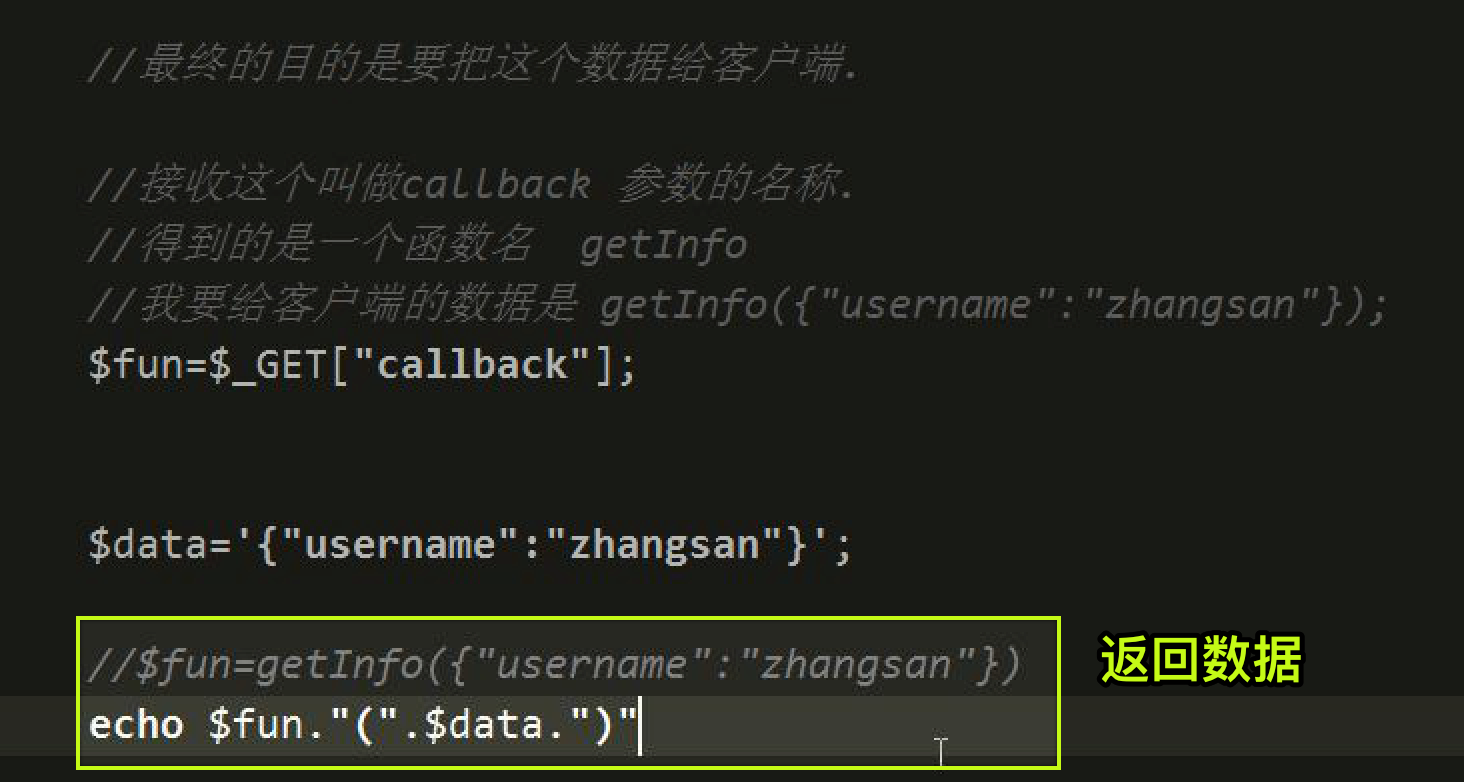 //最终的目的是要把这个数据给客户端.
//接收这个叫做callback 参数的名称.
//得到的是一个函数名  getInfo
//我要给客户端的数据是 getInfo({"username":"zhangsan"});
$fun=$_GET["callback"];
$data='{"username":"zhangsan"}';
//$fun=getInfo({"username":"zhangsan"})
返回数据
echo $fun."(".$data.")"